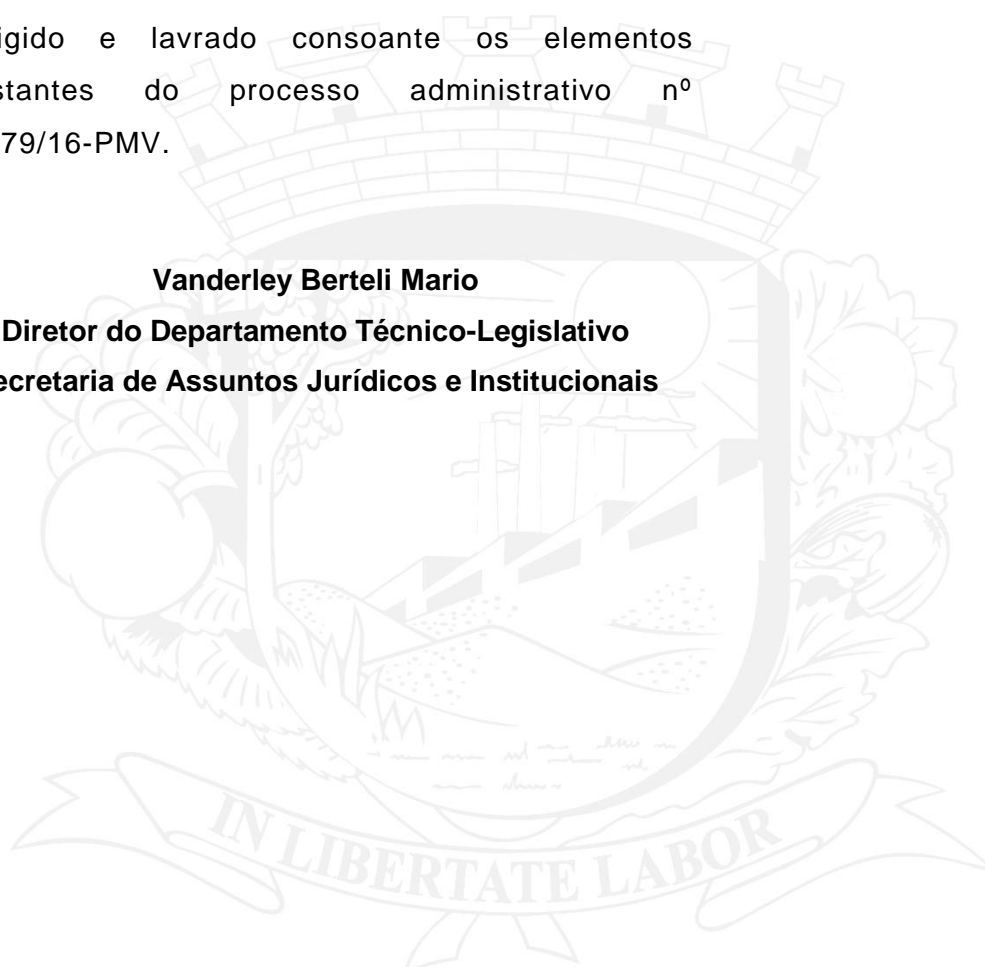 igido e lavrado consoante os elementos
stantes do processo administrativo nº
79/16-PMV.
Vanderley Berteli Mario
Diretor do Departamento Técnico-Legislativo
ecretaria de Assuntos Jurídicos e Institucionais
IN LIBERTATE LABOR